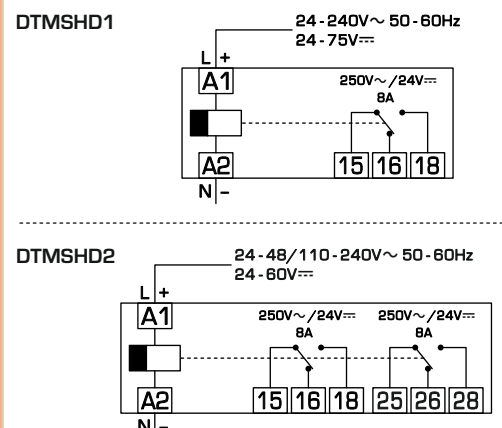 DTMSHD1
24-240V~ 50-60Hz
24-75V⎓
L +
A1
250V~/24V⎓
8A
A2
15 16 18
N -
DTMSHD2
24-48/110-240V~ 50-60Hz
24-60V⎓
L +
A1
250V~/24V⎓ 250V~/24V⎓
8A 8A
A2
15 16 18 25 26 28
N -